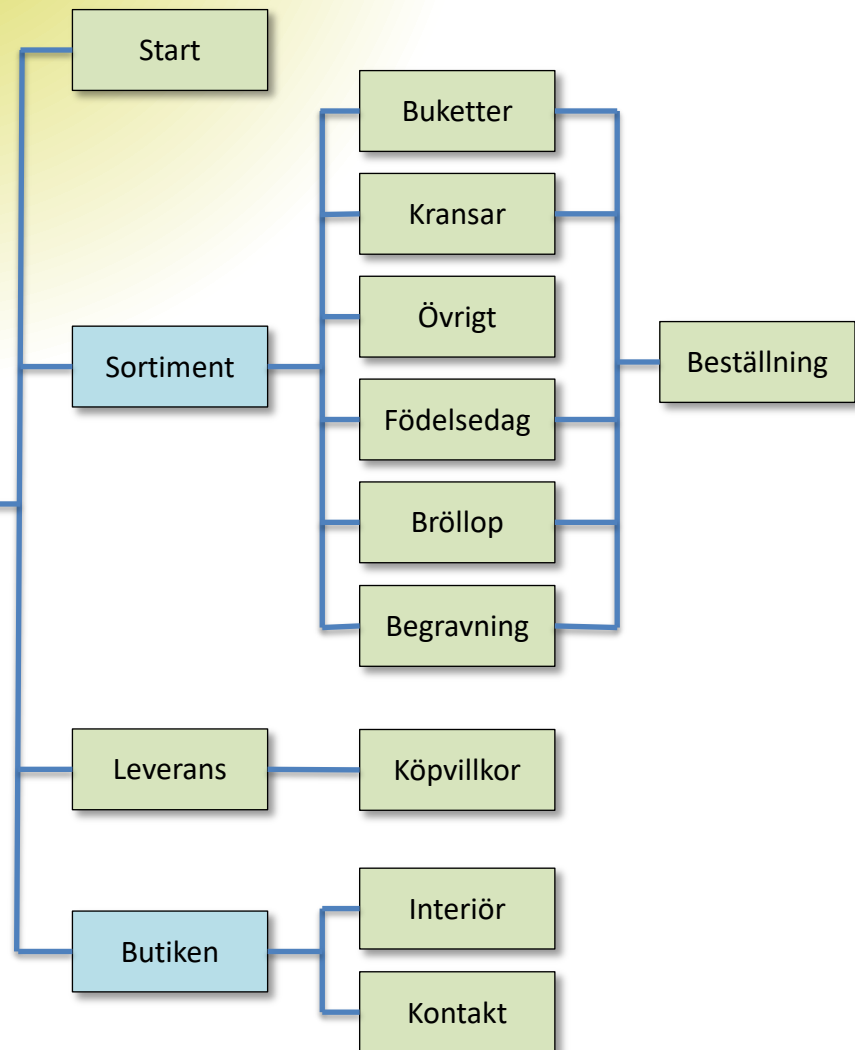 Start
Sortiment
Buketter
Kransar
Övrigt
Födelsedag
Bröllop
Begravning
Beställning
Leverans
Köpvillkor
Butiken
Interiör
Kontakt